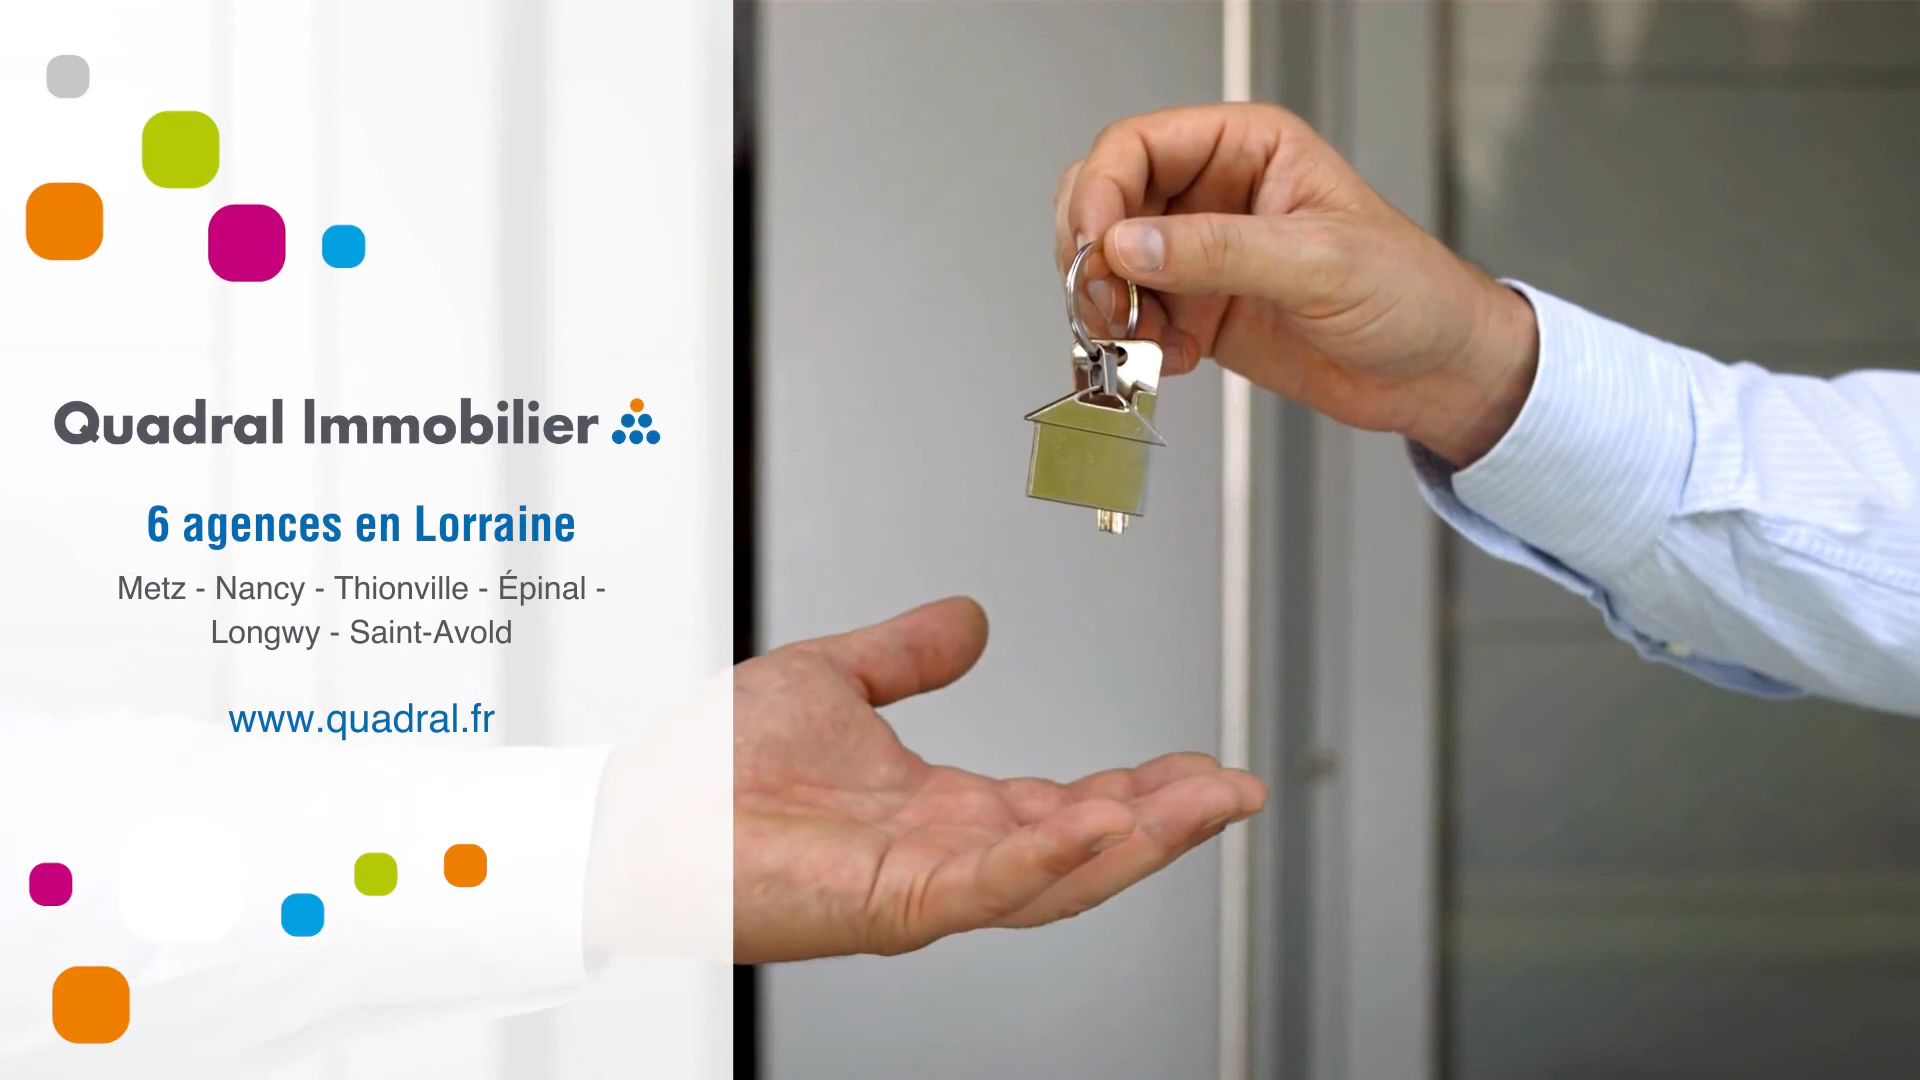 Quadral Immobilier
6 agences en Lorraine
Metz - Nancy - Thionville - Épinal -
Longwy - Saint-Avold
www.quadral.fr